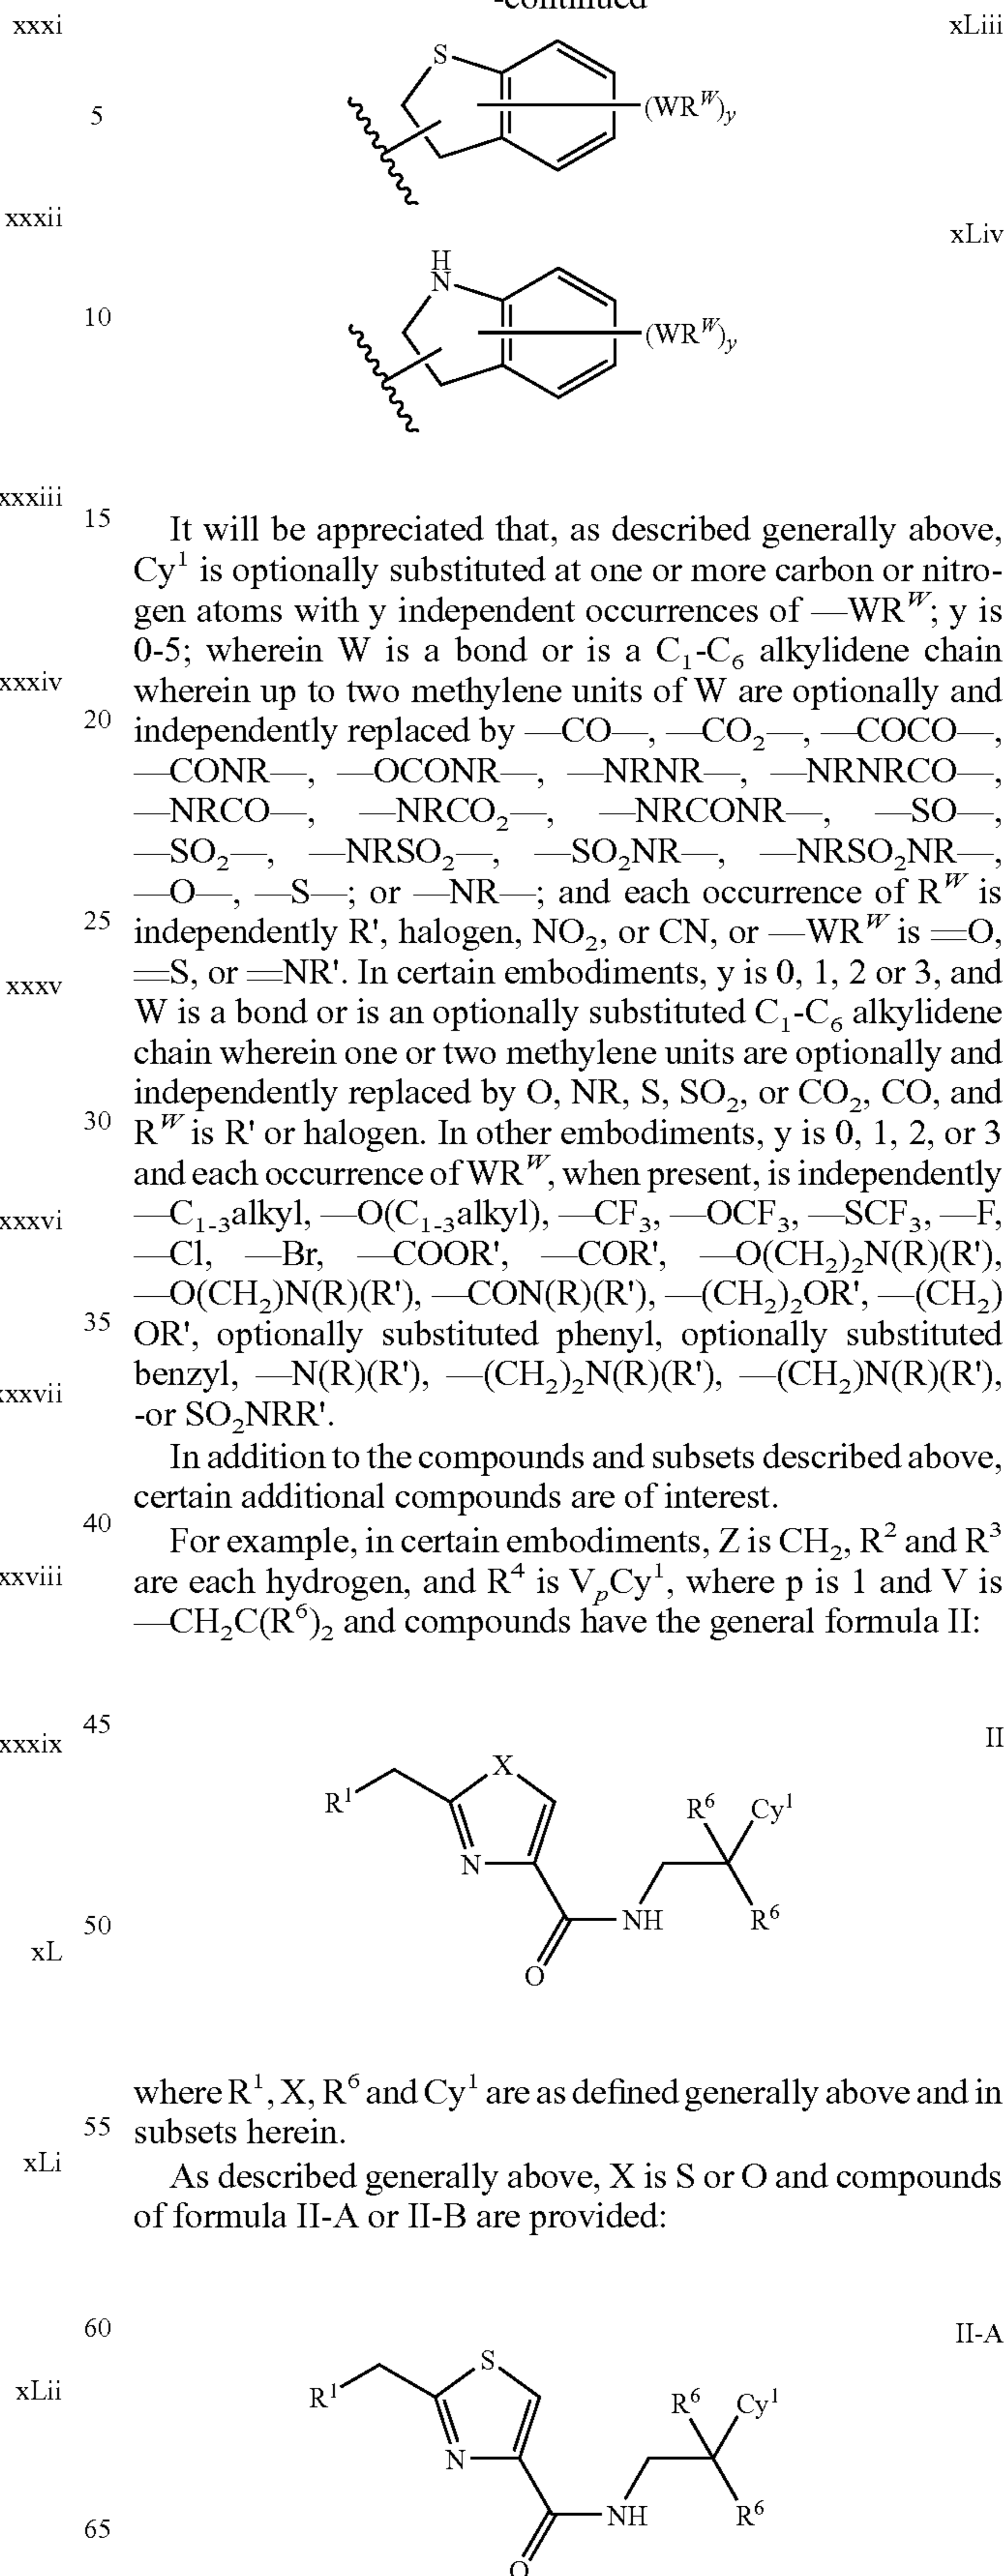 -continued
xxxi
xLiii
S
5
(WR^W)_y
xxxii
xLiv
H
N
10
(WR^W)_y
xxxiii
15
It will be appreciated that, as described generally above,
Cy^1 is optionally substituted at one or more carbon or nitro-
gen atoms with y independent occurrences of —WR^W; y is
0-5; wherein W is a bond or is a C_1-C_6 alkylidene chain
xxxiv
wherein up to two methylene units of W are optionally and
20
independently replaced by —CO—, —CO_2—, —COCO—,
—CONR—, —OCONR—, —NRNR—, —NRNRCO—,
—NRCO—, —NRCO_2—, —NRCONR—, —SO—,
—SO_2—, —NRSO_2—, —SO_2NR—, —NRSO_2NR—,
—O—, —S—; or —NR—; and each occurrence of R^W is
25
independently R', halogen, NO_2, or CN, or —WR^W is =O,
xxxv
=S, or =NR'. In certain embodiments, y is 0, 1, 2 or 3, and
W is a bond or is an optionally substituted C_1-C_6 alkylidene
chain wherein one or two methylene units are optionally and
independently replaced by O, NR, S, SO_2, or CO_2, CO, and
30
R^W is R' or halogen. In other embodiments, y is 0, 1, 2, or 3
and each occurrence of WR^W, when present, is independently
xxxvi
—C_1-3alkyl, —O(C_1-3alkyl), —CF_3, —OCF_3, —SCF_3, —F,
—Cl, —Br, —COOR', —COR', —O(CH_2)_2N(R)(R'),
—O(CH_2)N(R)(R'), —CON(R)(R'), —(CH_2)_2OR', —(CH_2)
35
OR', optionally substituted phenyl, optionally substituted
xxvii
benzyl, —N(R)(R'), —(CH_2)_2N(R)(R'), —(CH_2)N(R)(R'),
-or SO_2NRR'.
In addition to the compounds and subsets described above,
certain additional compounds are of interest.
40
For example, in certain embodiments, Z is CH_2, R^2 and R^3
xxviii
are each hydrogen, and R^4 is V_pCy^1, where p is 1 and V is
—CH_2C(R^6)_2 and compounds have the general formula II:
45
xxxix
II
X
R^1
R^6
Cy^1
N
NH
R^6
50
xL
O
where R^1, X, R^6 and Cy^1 are as defined generally above and in
55
subsets herein.
xLi
As described generally above, X is S or O and compounds
of formula II-A or II-B are provided:
60
II-A
xLii
S
R^1
R^6
Cy^1
N
NH
R^6
65
O